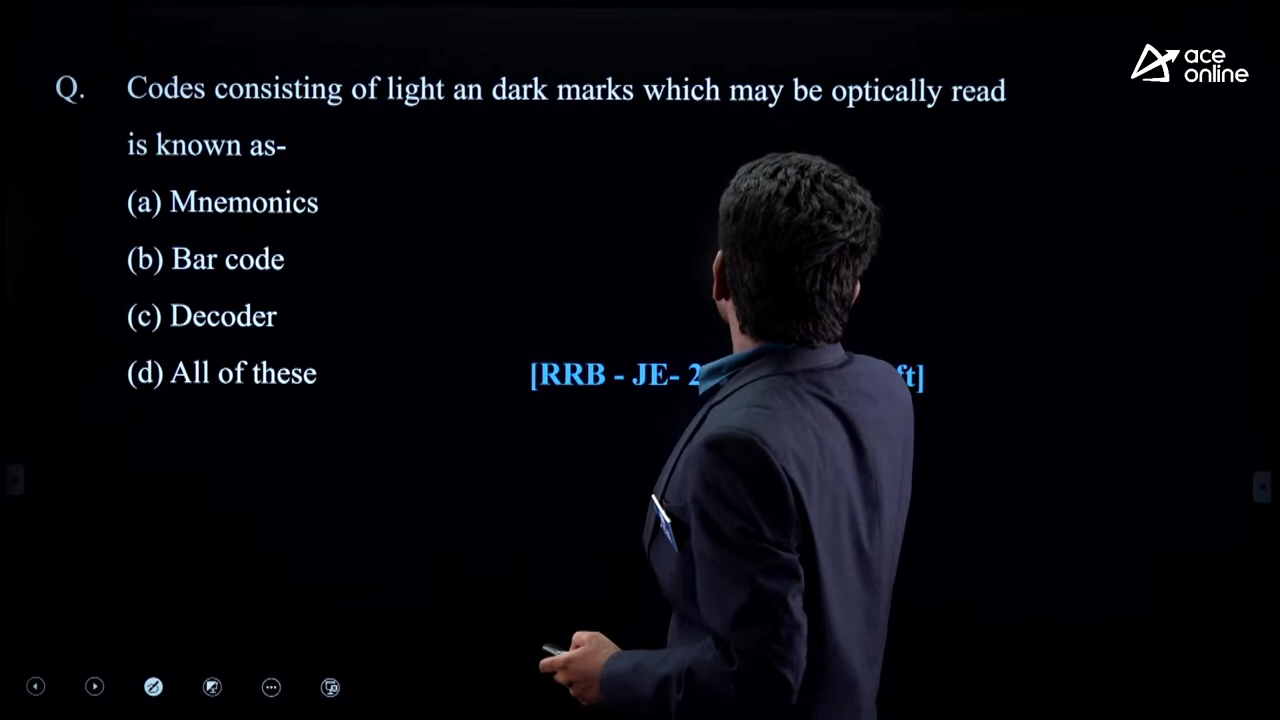 ace
online
Q. Codes consisting of light an dark marks which may be optically read
is known as-
(a) Mnemonics
(b) Bar code
(c) Decoder
(d) All of these [RRB - JE- 2 ft]